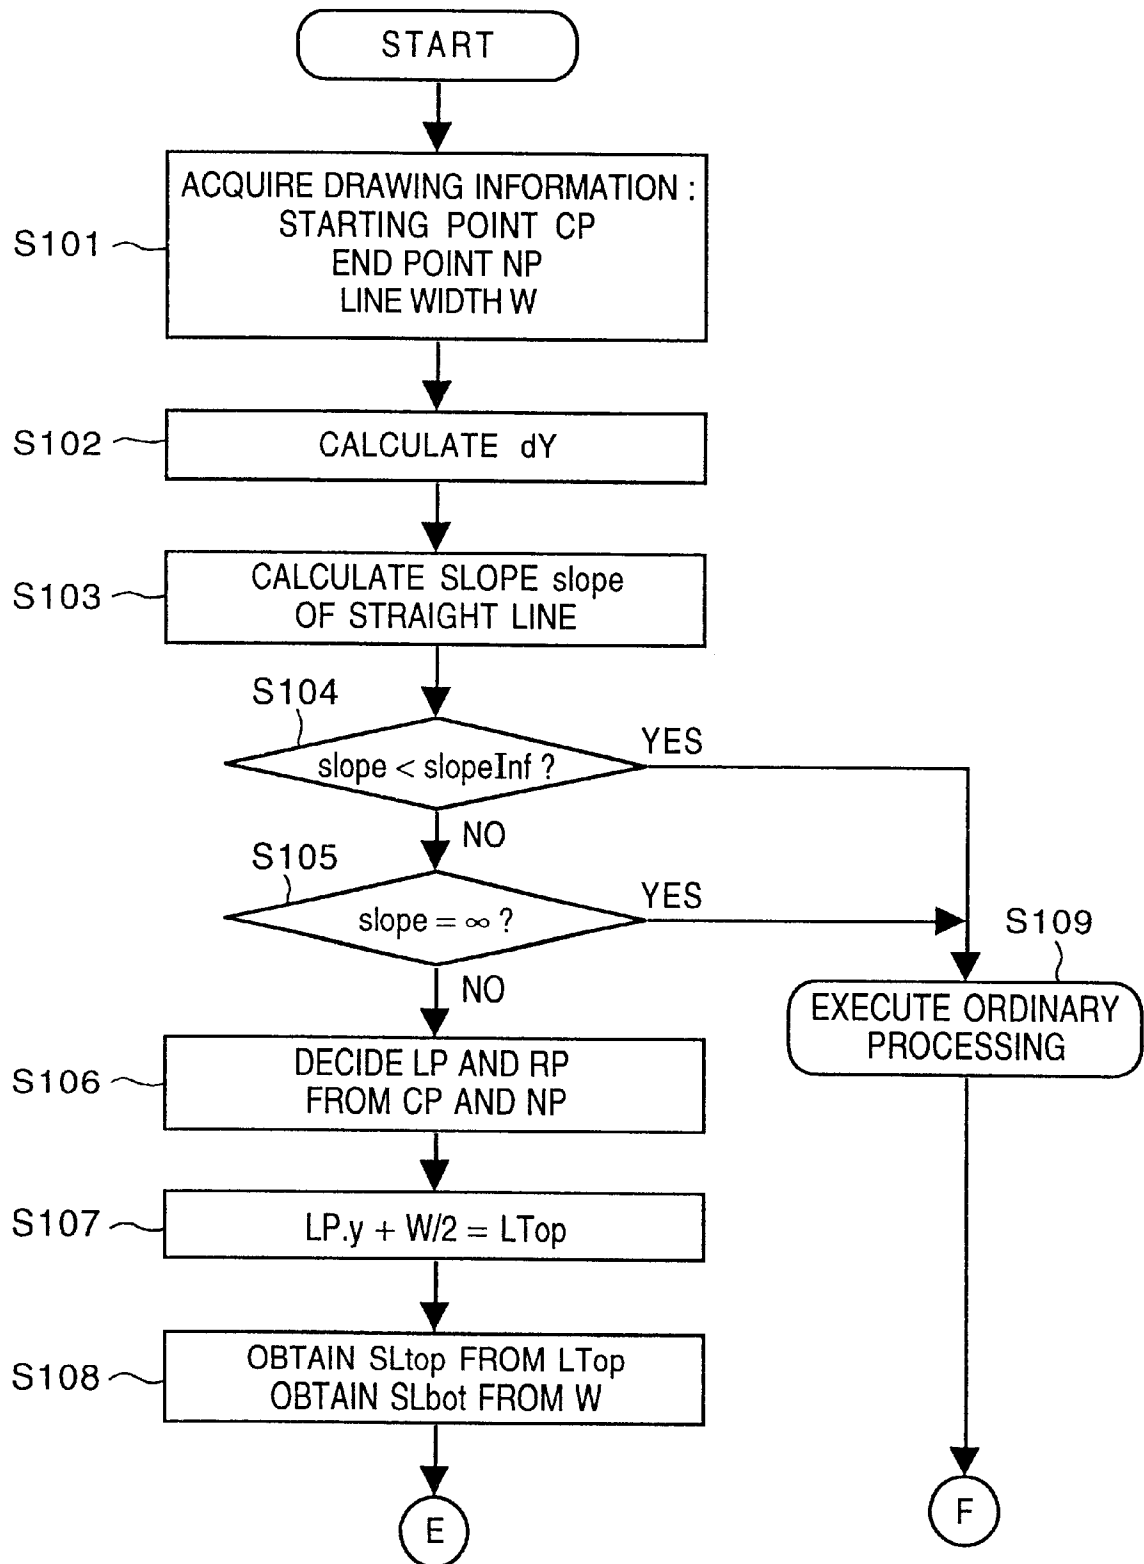 START
S101
ACQUIRE DRAWING INFORMATION :
STARTING POINT CP
END POINT NP
LINE WIDTH W
S102
CALCULATE dY
S103
CALCULATE SLOPE slope
OF STRAIGHT LINE
S104
slope < slopeInf ?
YES
NO
S105
slope = ∞ ?
YES
NO
S109
EXECUTE ORDINARY
PROCESSING
S106
DECIDE LP AND RP
FROM CP AND NP
S107
LP.y + W/2 = LTop
S108
OBTAIN SLtop FROM LTop
OBTAIN SLbot FROM W
E
F